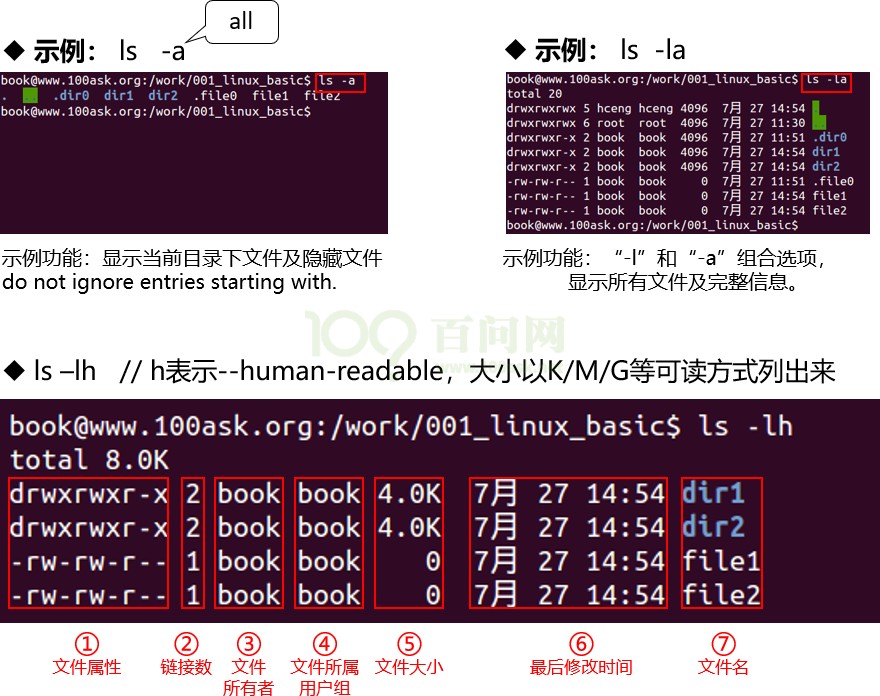 all
◆ 示例： ls -a
book@www.100ask.org:/work/001_linux_basic$ ls -a
. .. .dir0 dir1 dir2 .file0 file1 file2
book@www.100ask.org:/work/001_linux_basic$
示例功能：显示当前目录下文件及隐藏文件
do not ignore entries starting with.
◆ 示例： ls -la
book@www.100ask.org:/work/001_linux_basic$ ls -la
total 20
drwxrwxrwx 5 hceng hceng 4096 7月 27 14:54 .
drwxrwxrwx 6 root root 4096 7月 27 11:30 ..
drwxrwxr-x 2 book book 4096 7月 27 11:51 .dir0
drwxrwxr-x 2 book book 4096 7月 27 14:54 dir1
drwxrwxr-x 2 book book 4096 7月 27 14:54 dir2
-rw-rw-r-- 1 book book 0 7月 27 11:51 .file0
-rw-rw-r-- 1 book book 0 7月 27 14:54 file1
-rw-rw-r-- 1 book book 0 7月 27 14:54 file2
book@www.100ask.org:/work/001_linux_basic$
示例功能：“-l”和“-a”组合选项，
显示所有文件及完整信息。
100 百问网
◆ ls –lh // h表示--human-readable，大小以K/M/G等可读方式列出来
book@www.100ask.org:/work/001_linux_basic$ ls -lh
total 8.0K
drwxrwxr-x 2 book book 4.0K 7月 27 14:54 dir1
drwxrwxr-x 2 book book 4.0K 7月 27 14:54 dir2
-rw-rw-r-- 1 book book 0 7月 27 14:54 file1
-rw-rw-r-- 1 book book 0 7月 27 14:54 file2
① ② ③ ④ ⑤ ⑥ ⑦
文件属性 链接数 文件 文件所属 文件大小 最后修改时间 文件名
所有者 用户组